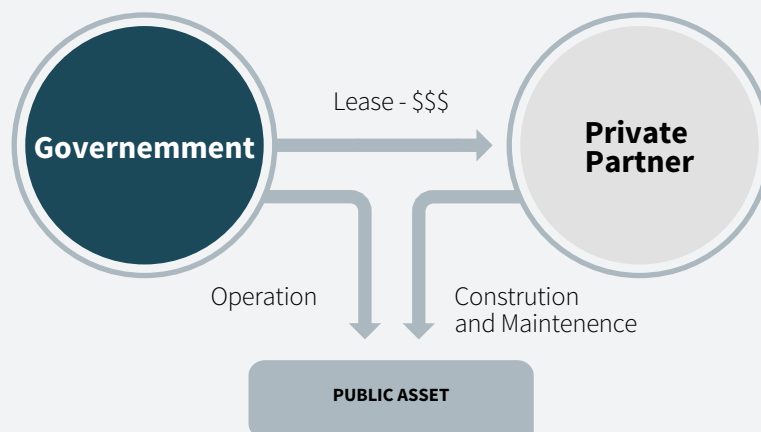 Lease - $$$
Governemment
Private
Partner
Operation
Constrution
and Maintenence
PUBLIC ASSET